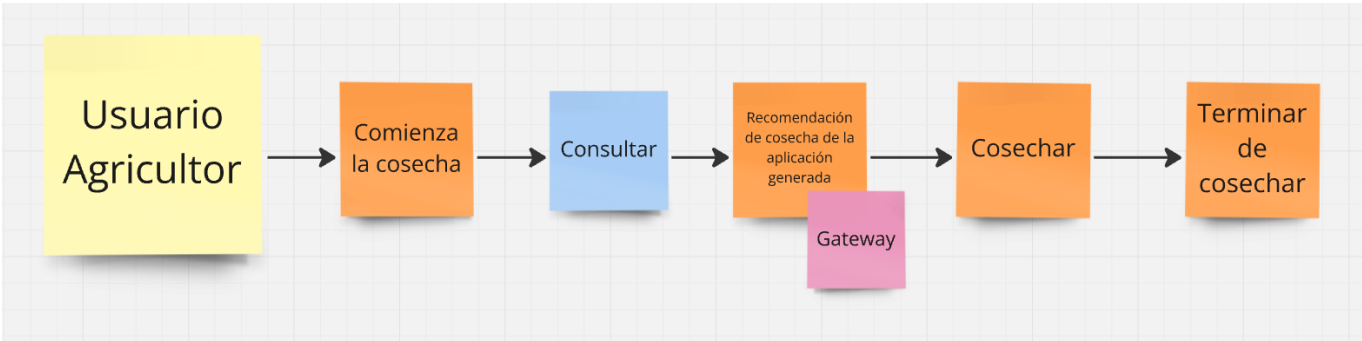 Usuario
Agricultor
Comienza
la cosecha
Consultar
Recomendación
de cosecha de la
aplicación
generada
Gateway
Cosechar
Terminar
de
cosechar